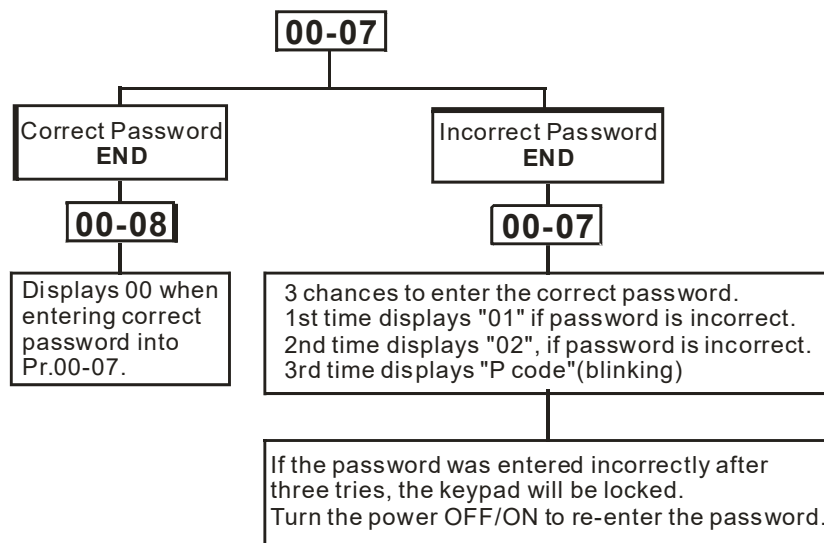 00-07
Correct Password
END
00-08
Displays 00 when
entering correct
password into
Pr.00-07.
Incorrect Password
END
00-07
3 chances to enter the correct password.
1st time displays "01" if password is incorrect.
2nd time displays "02", if password is incorrect.
3rd time displays "P code"(blinking)
If the password was entered incorrectly after
three tries, the keypad will be locked.
Turn the power OFF/ON to re-enter the password.